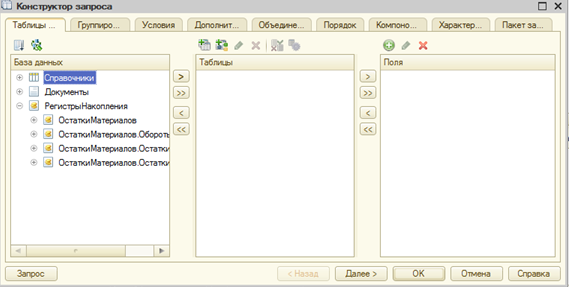 Конструктор запроса
Таблицы ... Группиро... Условия Дополнит... Объедине... Порядок Компоно... Характер... Пакет за...
База данных Таблицы Поля
Справочники
Документы
РегистрыНакопления
ОстаткиМатериалов
ОстаткиМатериалов.Обороты
ОстаткиМатериалов.Остатки
ОстаткиМатериалов.Остатки
> >
>> >>
< <
<< <<
Запрос < Назад Далее > OK Отмена Справка